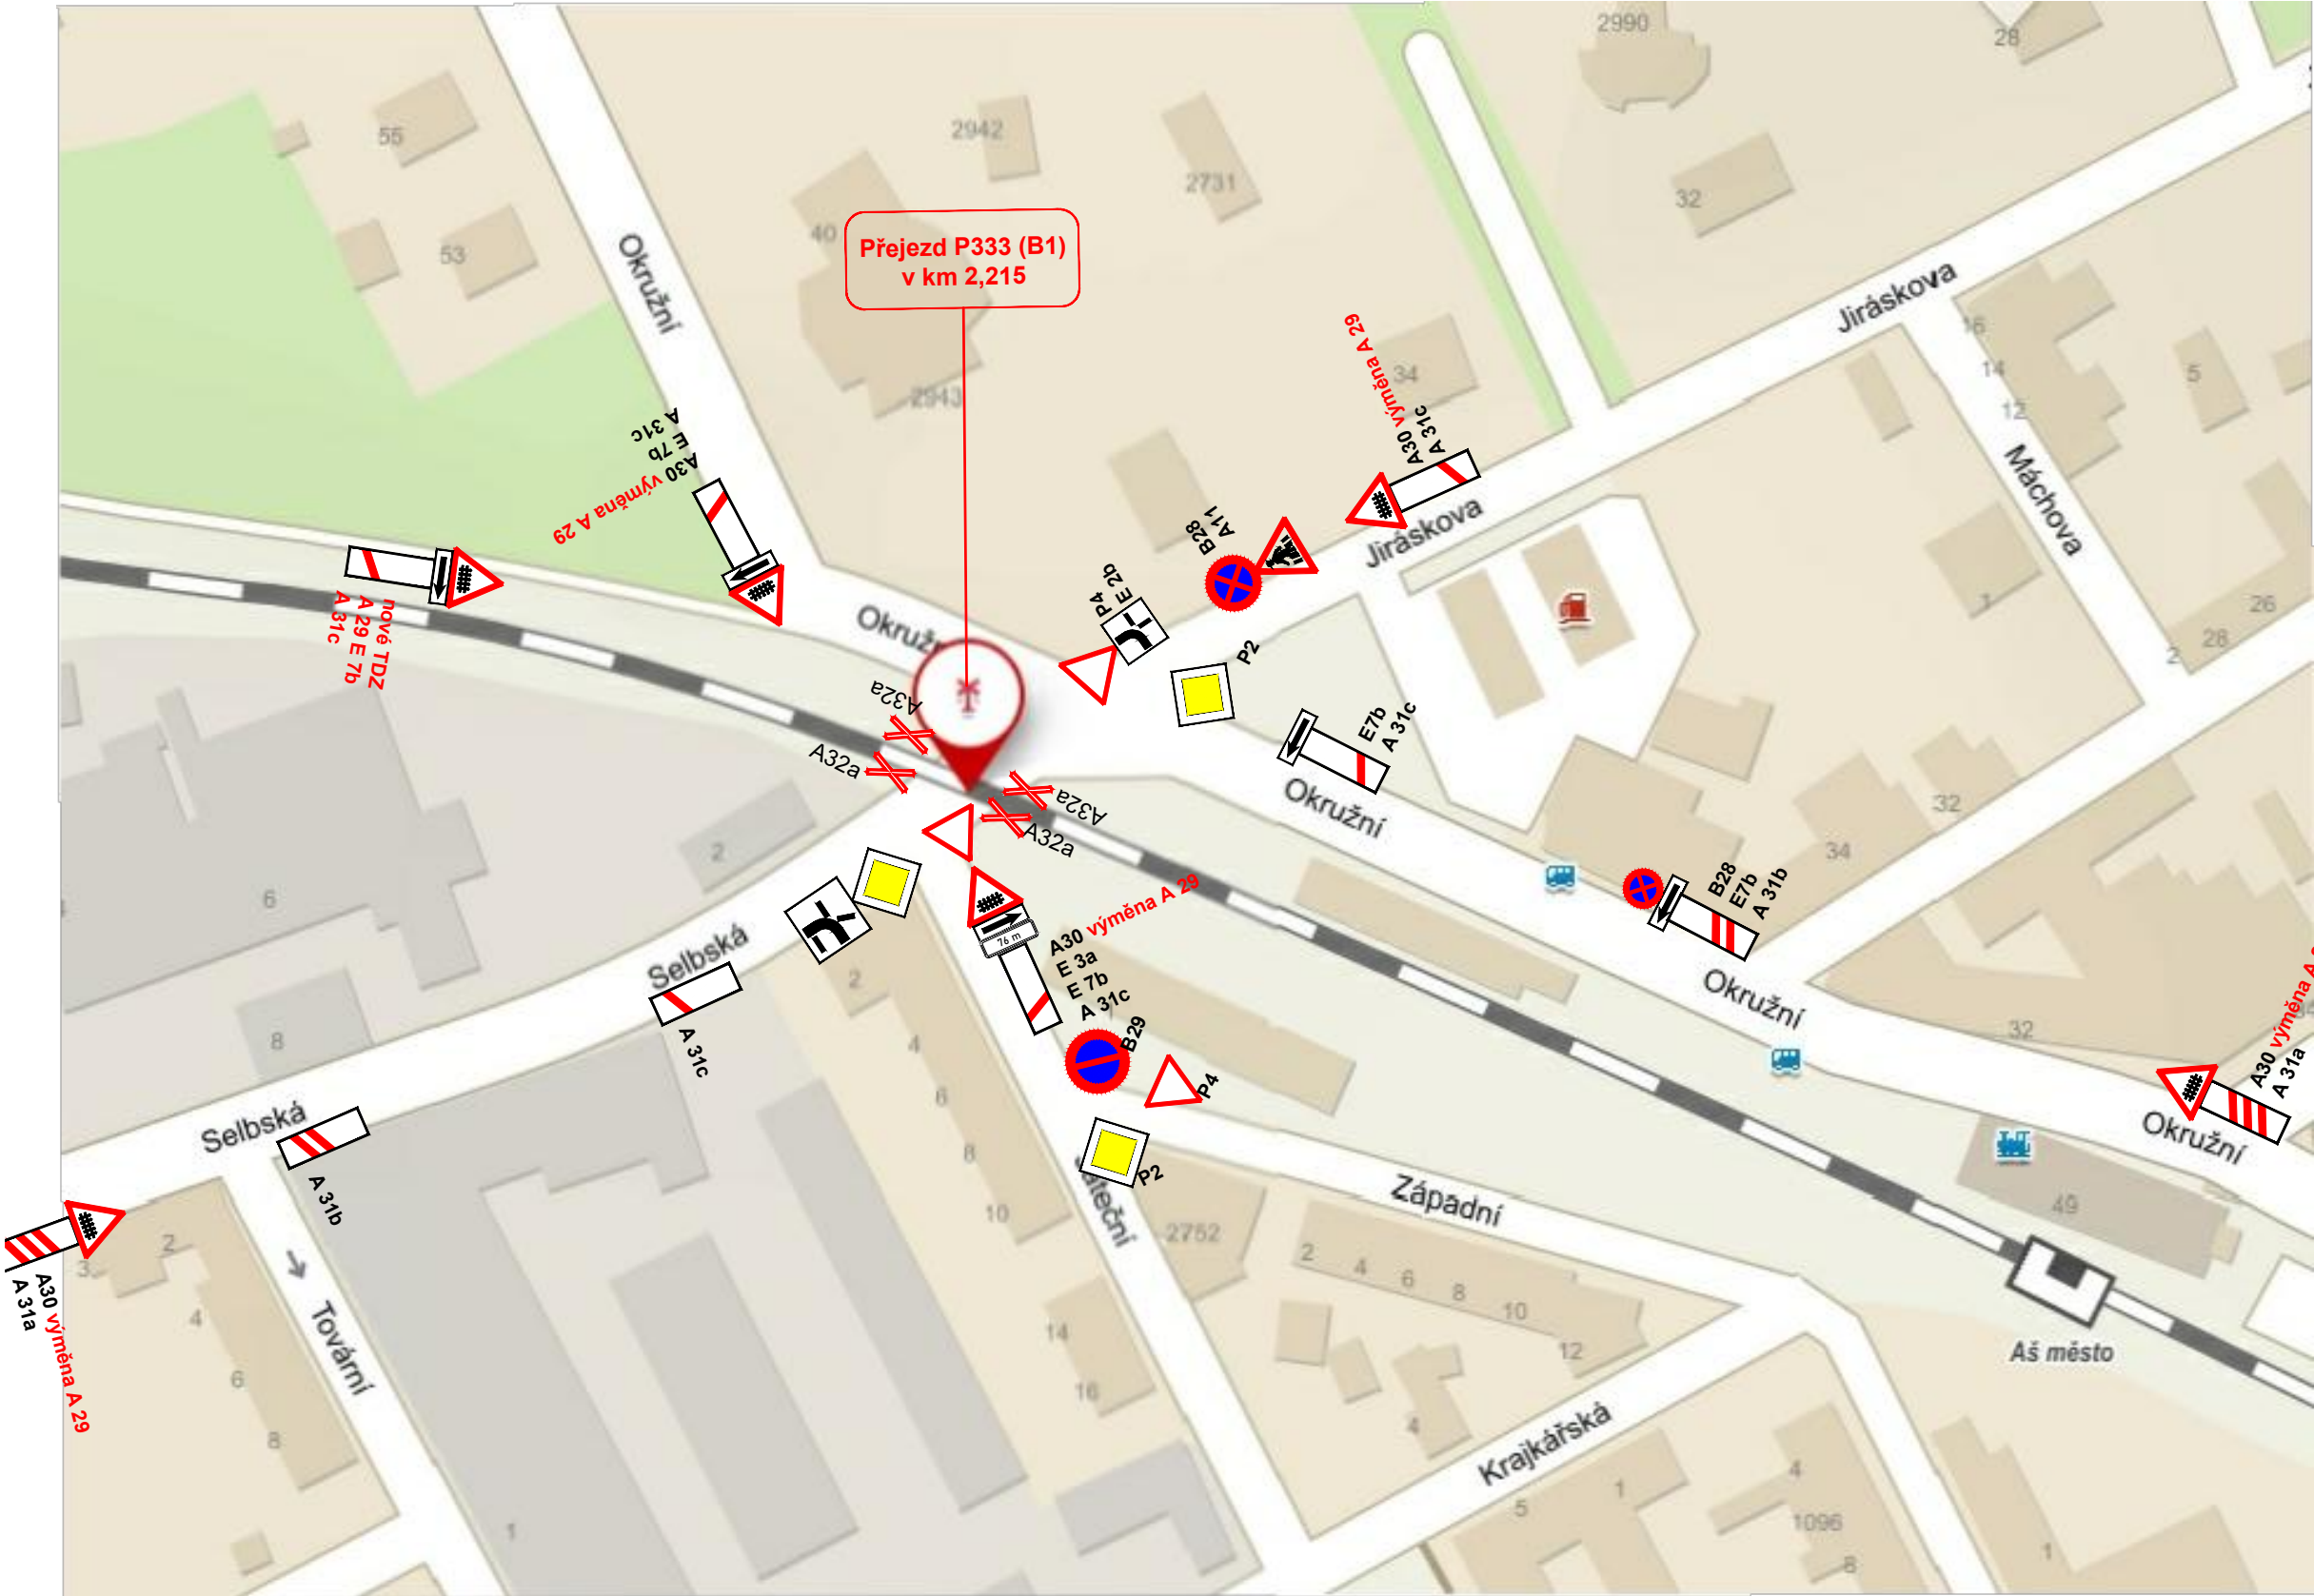 2990
28
55
2942
2731
32
Okružní
40
Přejezd P333 (B1)
v km 2,215
53
Jiráskova
16
14
12
5
2943
34
A30 výměna A 29
A 31c
A30 výměna A 29
E 7b
A 31c
Máchova
Jiráskova
B28
A11
P4
E 2b
nové TDZ
A 29 E 7b
A 31c
1
26
28
2
Okruž
P2
A32a
A32a
E7b
A 31c
A32a
A32a
Okružní
32
34
2
6
B28
E7b
A 31b
76 m
A30 výměna A 29
E 3a
E 7b
A 31c
Selbská
2
Okružní
32
A30 výměna A
A 31a
8
A 31c
4
B29
P4
6
Selbská
Okružní
8
P2
A 31b
ateční
Západní
49
10
2752
2
4
6
8
10
12
2
3
A30 výměna A 29
A 31a
4
Tovární
14
16
Aš město
6
8
4
Krajkářská
1
5
1
4
1096
8
1